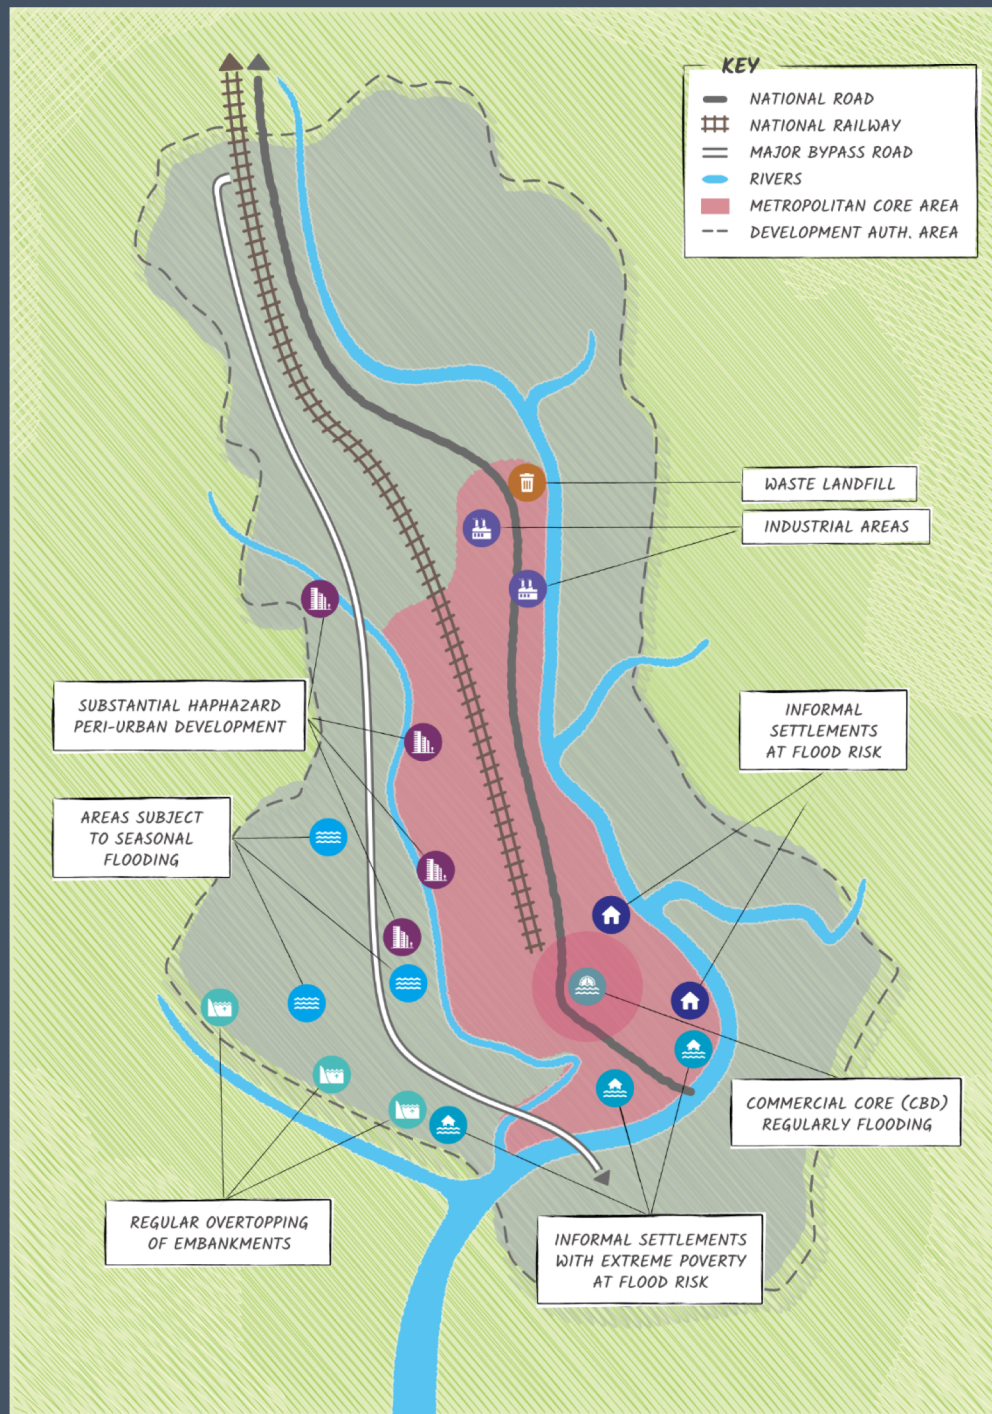 KEY
NATIONAL ROAD
NATIONAL RAILWAY
MAJOR BYPASS ROAD
RIVERS
METROPOLITAN CORE AREA
DEVELOPMENT AUTH. AREA
WASTE LANDFILL
INDUSTRIAL AREAS
SUBSTANTIAL HAPHAZARD
PERI-URBAN DEVELOPMENT
INFORMAL
SETTLEMENTS
AT FLOOD RISK
AREAS SUBJECT
TO SEASONAL
FLOODING
COMMERCIAL CORE (CBD)
REGULARLY FLOODING
REGULAR OVERTOPPING
OF EMBANKMENTS
INFORMAL SETTLEMENTS
WITH EXTREME POVERTY
AT FLOOD RISK